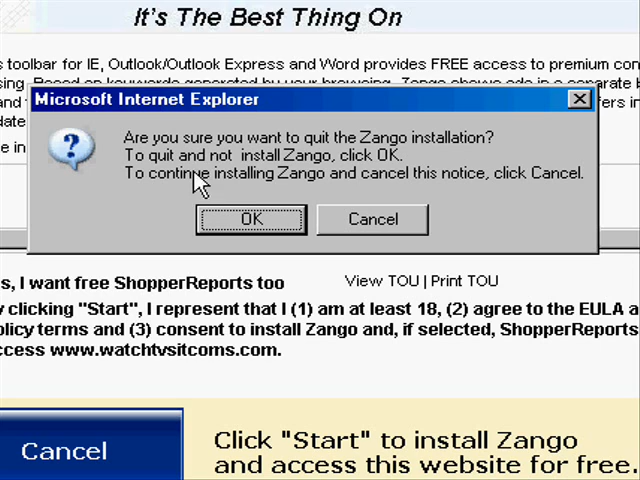 It's The Best Thing On
s toolbar for IE, Outlook/Outlook Express and Word provides FREE access to premium con
Microsoft Internet Explorer
Are you sure you want to quit the Zango installation?
To quit and not install Zango, click OK.
To continue installing Zango and cancel this notice, click Cancel.
OK
Cancel
s, I want free ShopperReports too
View TOU | Print TOU
y clicking "Start", I represent that I (1) am at least 18, (2) agree to the EULA a
olicy terms and (3) consent to install Zango and, if selected, ShopperReports
ccess www.watchtvsitcoms.com.
Cancel
Click "Start" to install Zango
and access this website for free.